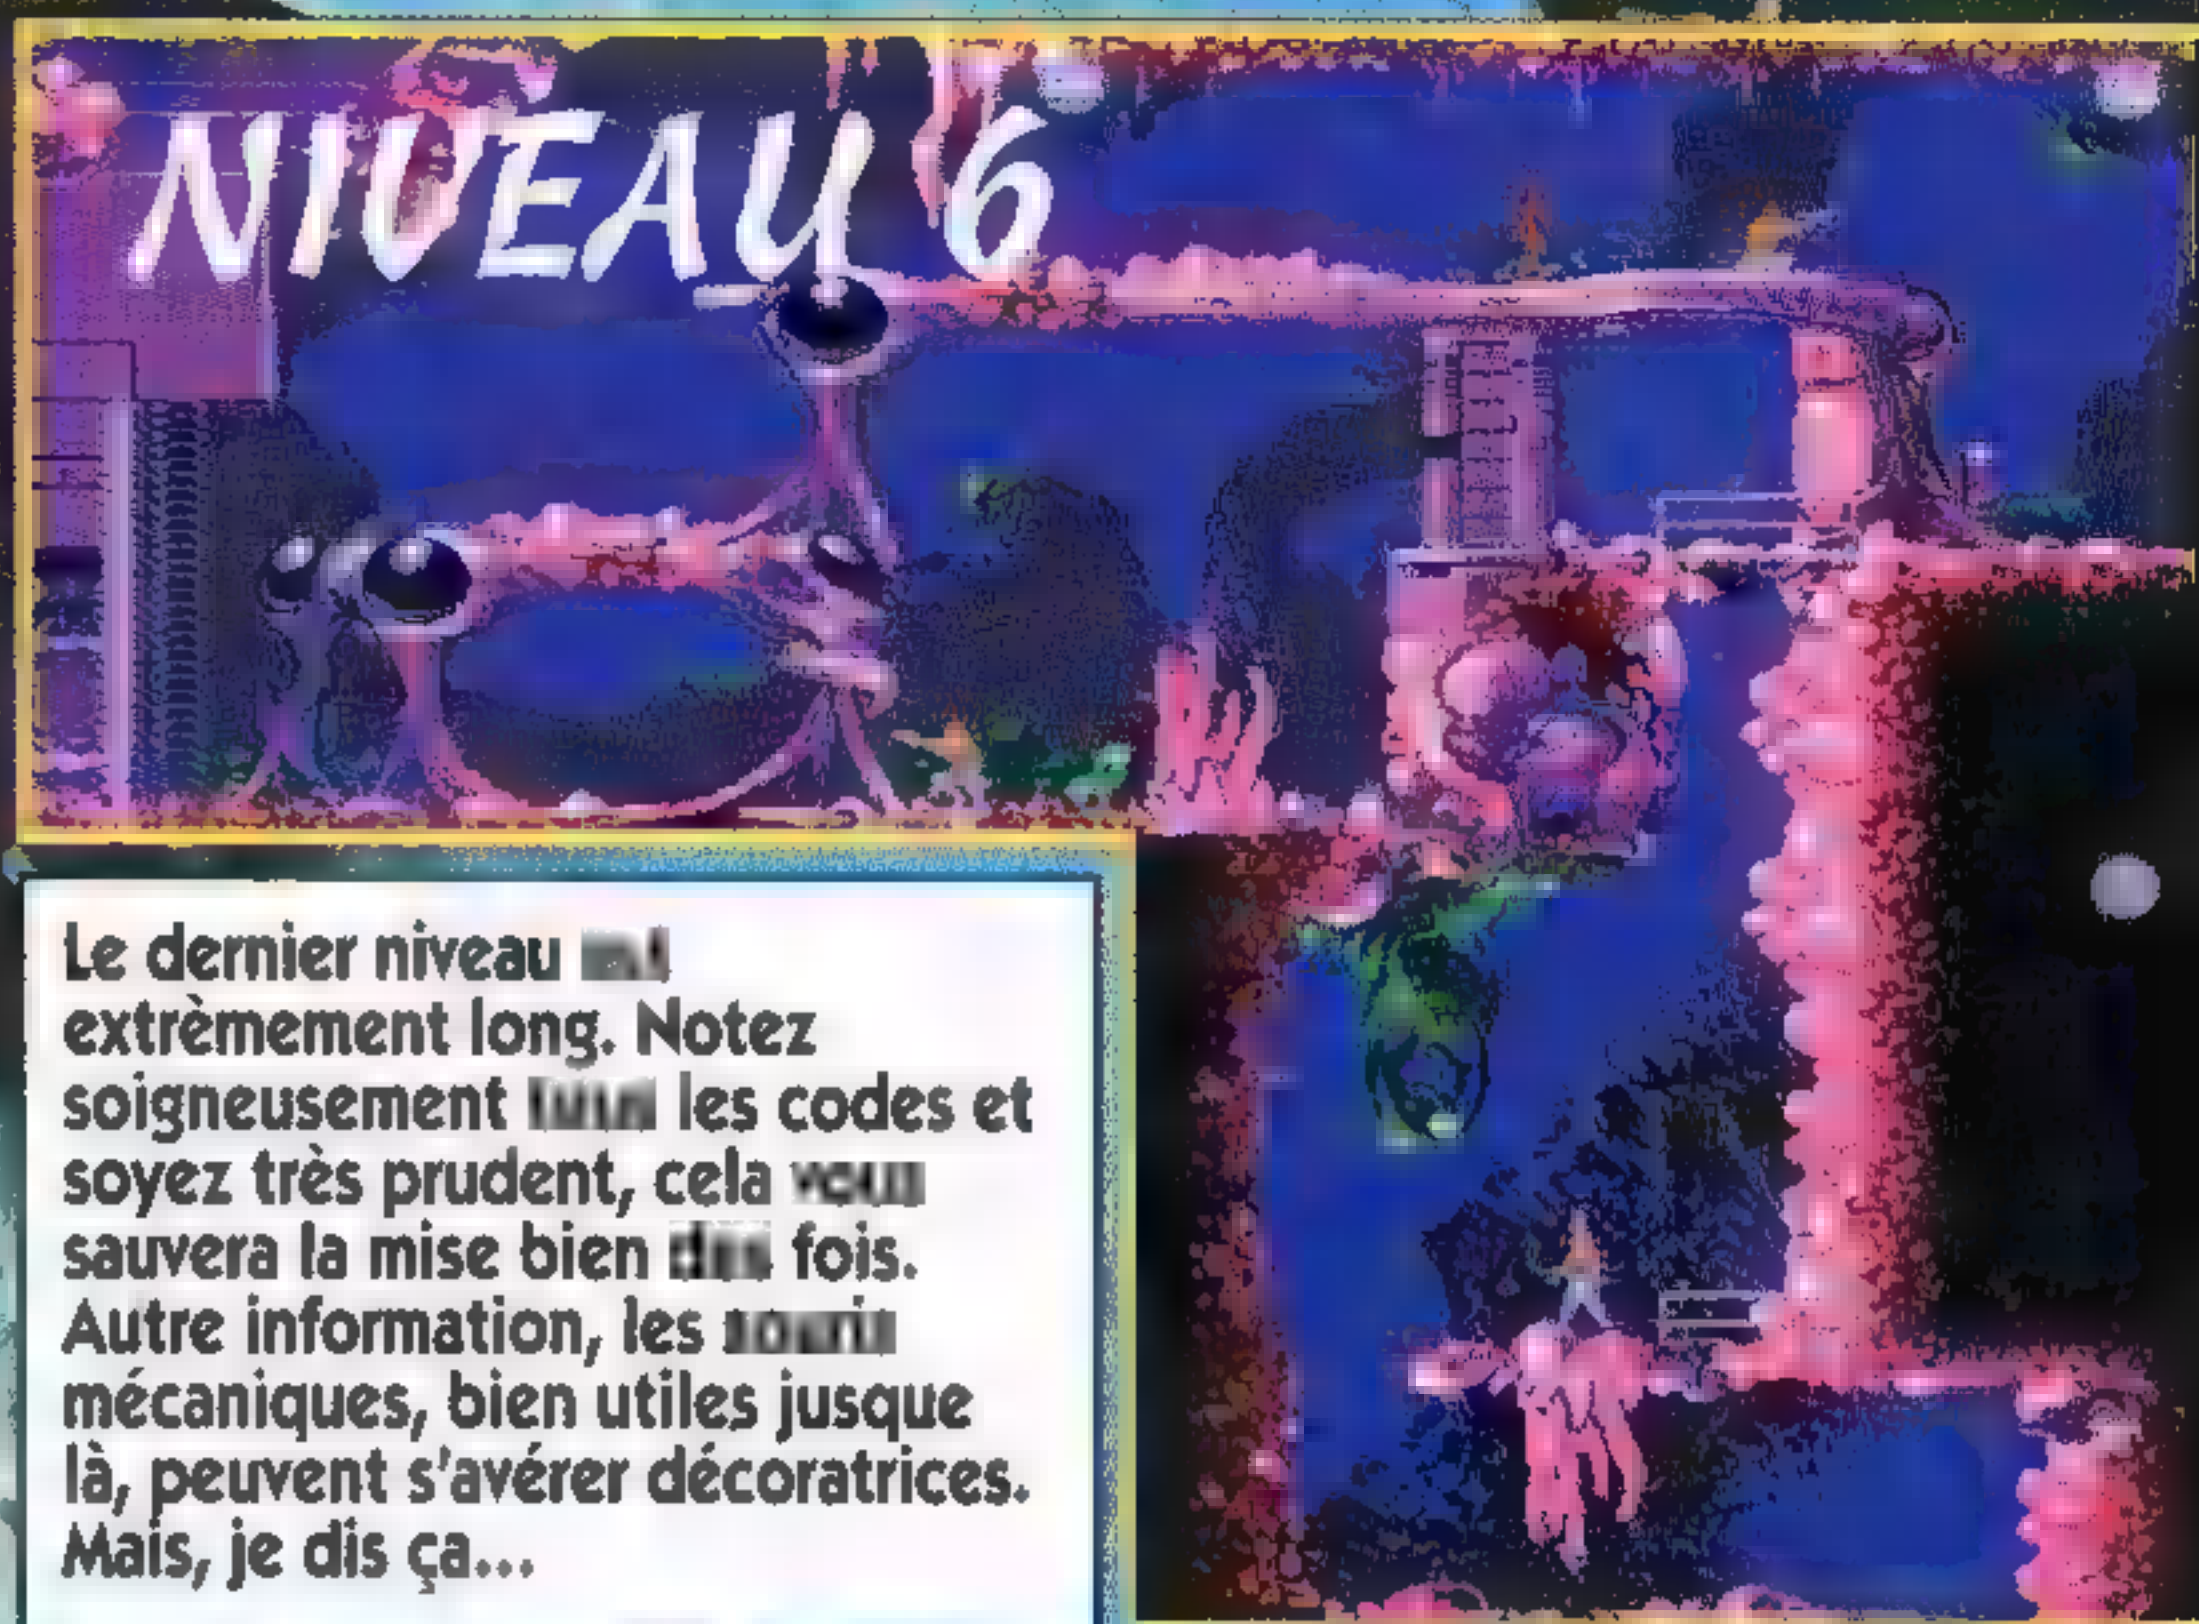 NIVEAU 6
Le dernier niveau
extrèmement long. Notez
soigneusement les codes et
soyez très prudent, cela vous
sauvera la mise bien fois.
Autre information, les
mécaniques, bien utiles jusque
là, peuvent s'avérer décoratrices.
Mais, je dis ça...